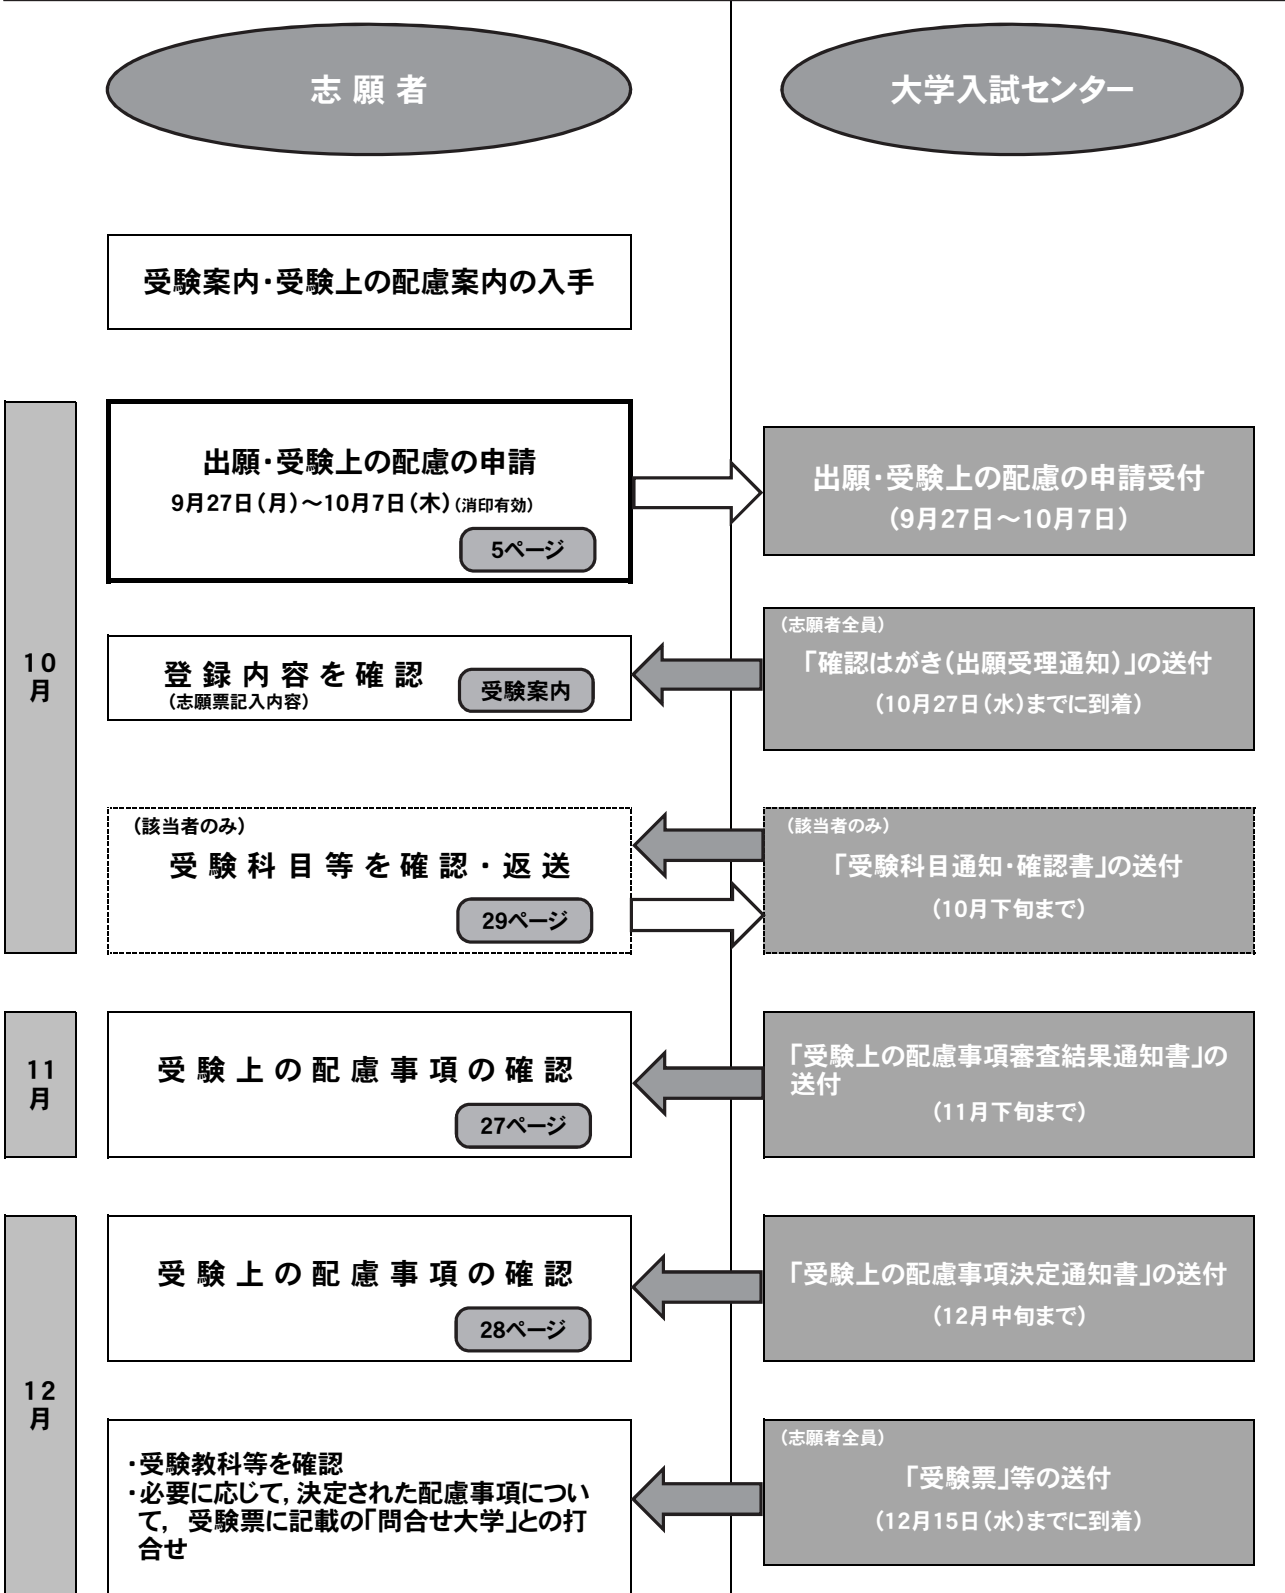 志願者
大学入試センター
受験案内・受験上の配慮案内の入手
10
月
出願・受験上の配慮の申請
9月27日（月）～10月7日（木）（消印有効）
5ページ
出願・受験上の配慮の申請受付
（9月27日～10月7日）
登録内容を確認
（志願票記入内容）
受験案内
（志願者全員）
「確認はがき（出願受理通知）」の送付
（10月27日（水）までに到着）
（該当者のみ）
受験科目等を確認・返送
29ページ
（該当者のみ）
「受験科目通知・確認書」の送付
（10月下旬まで）
11
月
受験上の配慮事項の確認
27ページ
「受験上の配慮事項審査結果通知書」の
送付
（11月下旬まで）
12
月
受験上の配慮事項の確認
28ページ
「受験上の配慮事項決定通知書」の送付
（12月中旬まで）
・受験教科等を確認
・必要に応じて，決定された配慮事項につい
て，受験票に記載の「問合せ大学」との打
合せ
（志願者全員）
「受験票」等の送付
（12月15日（水）までに到着）